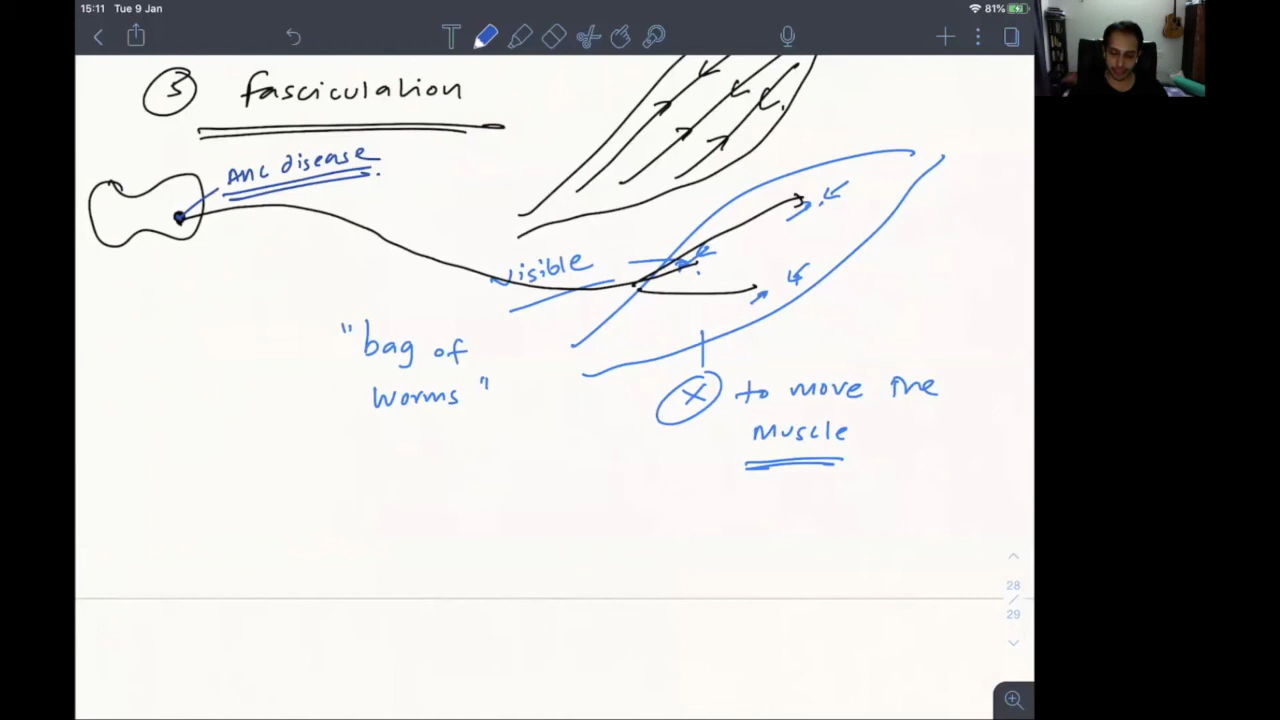 15:11 Tue 9 Jan
81%
T
3 fasciculation
AHC disease
visible
"bag of
worms"
X to move the
muscle
28
/
29